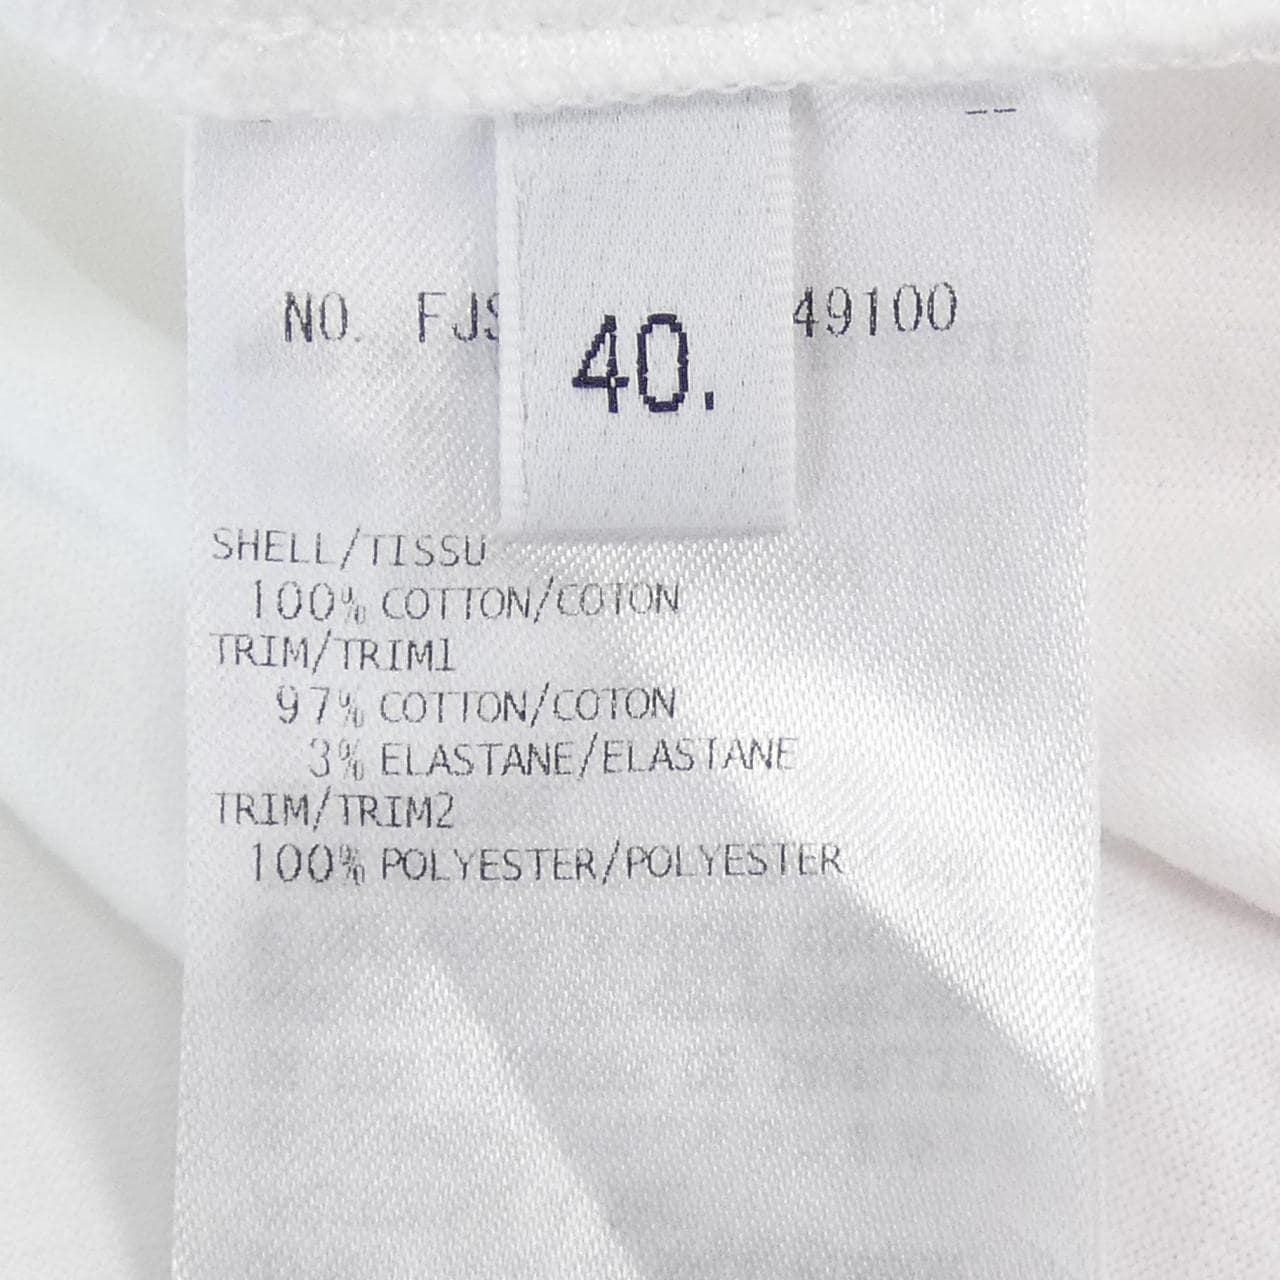 NO. FJ 49100
40.
SHELL/TISSU
100% COTTON/COTON
TRIM/TRIM1
97% COTTON/COTON
3% ELASTANE/ELASTANE
TRIM/TRIM2
100% POLYESTER/POLYESTER